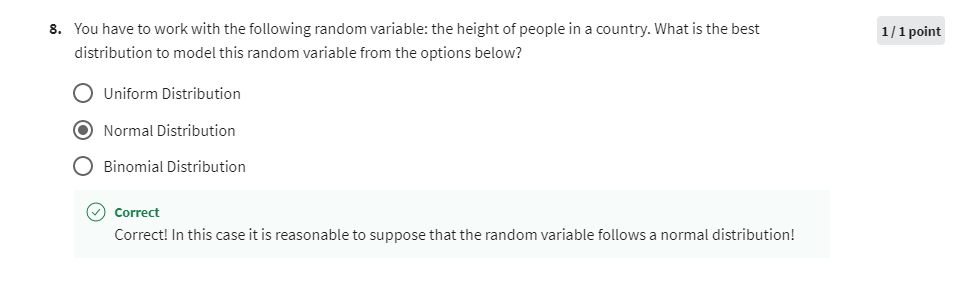 8. You have to work with the following random variable: the height of people in a country. What is the best
distribution to model this random variable from the options below?
1 / 1 point
Uniform Distribution
Normal Distribution
Binomial Distribution
Correct
Correct! In this case it is reasonable to suppose that the random variable follows a normal distribution!